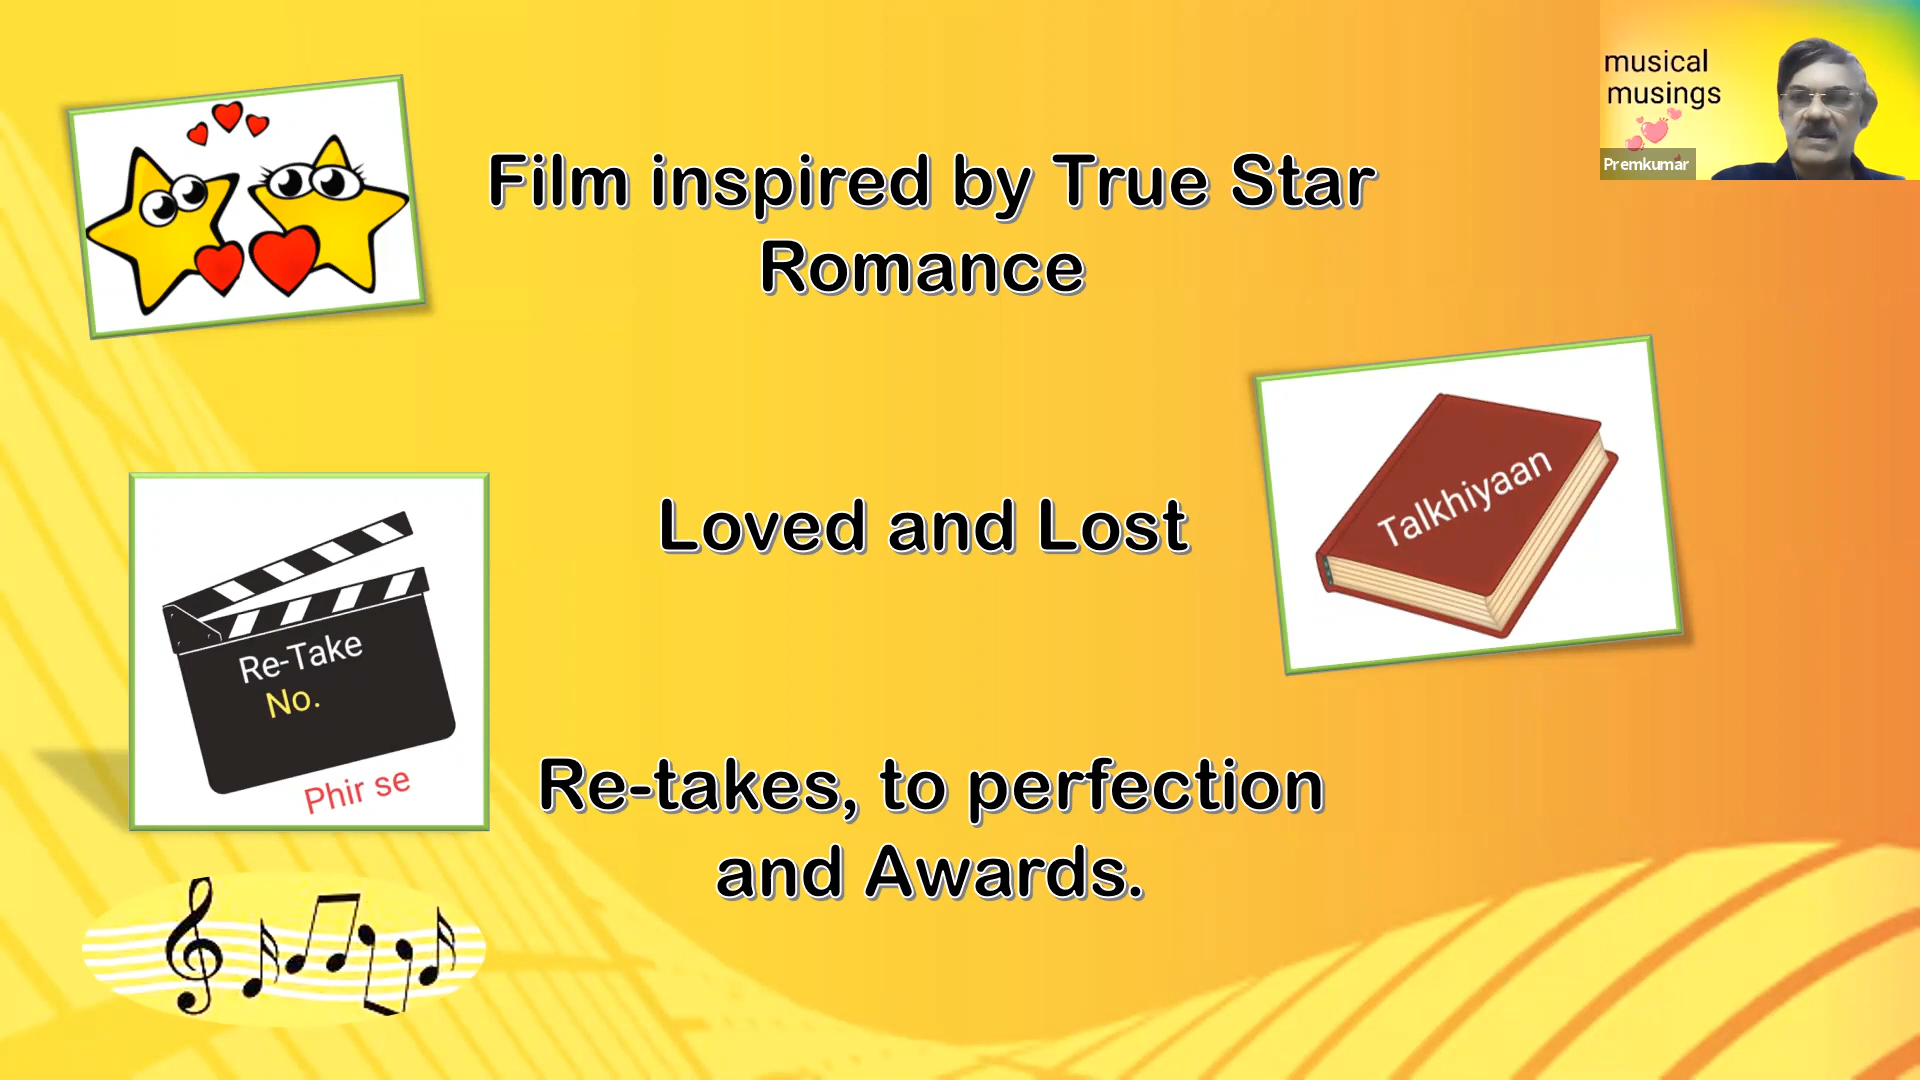 musical
musings
Premkumar
Film inspired by True Star
Romance
Talkhiyaan
Loved and Lost
Re-Take
No.
Phir se
Re-takes, to perfection
and Awards.